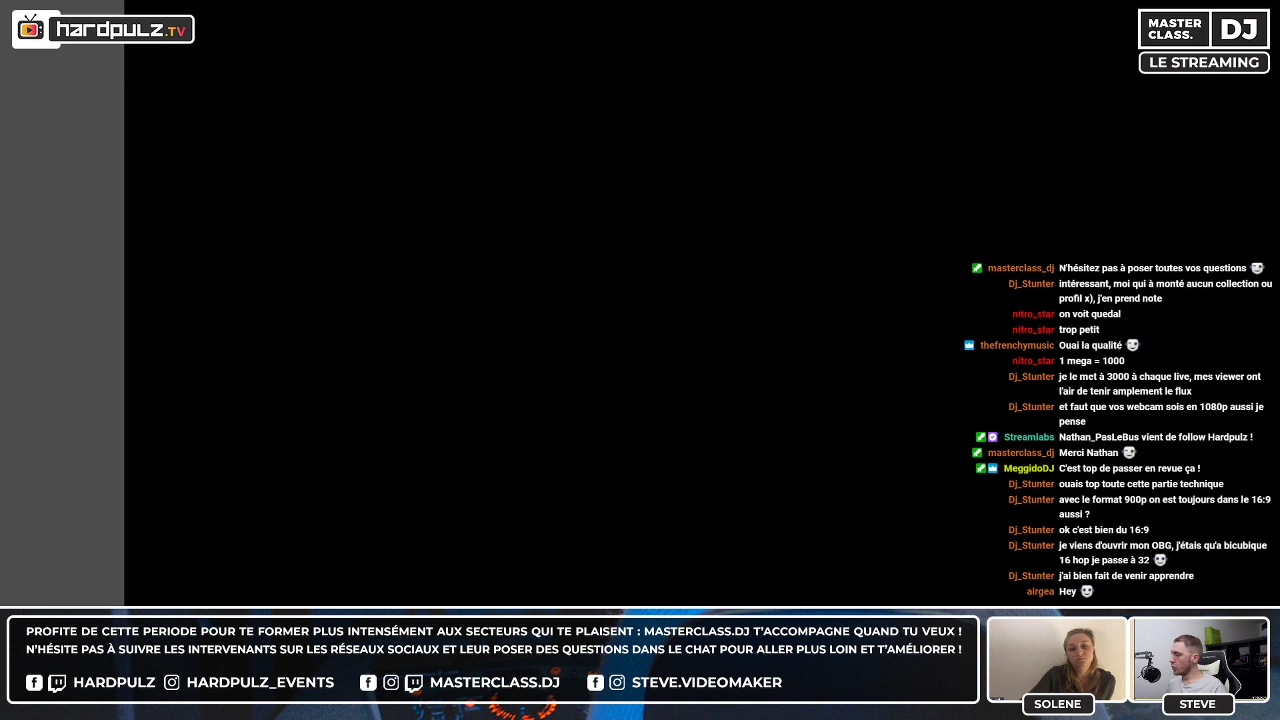 hardpulz.TV
MASTER
CLASS.
DJ
LE STREAMING
masterclass_dj N'hésitez pas à poser toutes vos questions
Dj_Stunter intéressant, moi qui à monté aucun collection ou
profil x), j'en prend note
nitro_star on voit quedal
nitro_star trop petit
thefrenchymusic Ouai la qualité
nitro_star 1 mega = 1000
Dj_Stunter je le met à 3000 à chaque live, mes viewer ont
l'air de tenir amplement le flux
Dj_Stunter et faut que vos webcam sois en 1080p aussi je
pense
Streamlabs Nathan_PasLeBus vient de follow Hardpulz !
masterclass_dj Merci Nathan
MeggidoDJ C'est top de passer en revue ça !
Dj_Stunter ouais top toute cette partie technique
Dj_Stunter avec le format 900p on est toujours dans le 16:9
aussi ?
Dj_Stunter ok c'est bien du 16:9
Dj_Stunter je viens d'ouvrir mon OBG, j'étais qu'a bicubique
16 hop je passe à 32
Dj_Stunter j'ai bien fait de venir apprendre
airgea Hey
PROFITE DE CETTE PERIODE POUR TE FORMER PLUS INTENSÉMENT AUX SECTEURS QUI TE PLAISENT : MASTERCLASS.DJ T'ACCOMPAGNE QUAND TU VEUX !
N'HÉSITE PAS À SUIVRE LES INTERVENANTS SUR LES RÉSEAUX SOCIAUX ET LEUR POSER DES QUESTIONS DANS LE CHAT POUR ALLER PLUS LOIN ET T'AMÉLIORER !
HARDPULZ HARDPULZ_EVENTS MASTERCLASS.DJ STEVE.VIDEOMAKER
SOLENE
STEVE